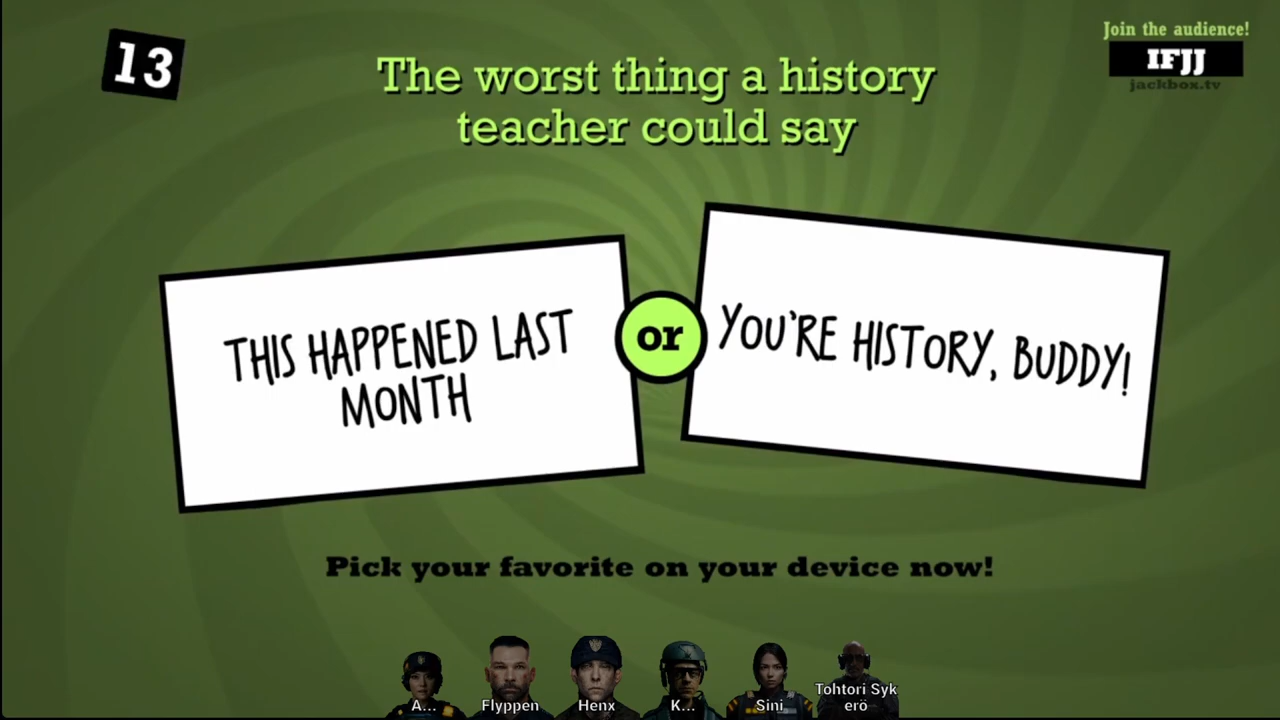 13
The worst thing a history
teacher could say
Join the audience!
IFJJ
jackbox.tv
THIS HAPPENED LAST
MONTH
or
YOU'RE HISTORY, BUDDY!
Pick your favorite on your device now!
A...
Flyppen
Henx
K...
Sini
Tohtori Syk
erö